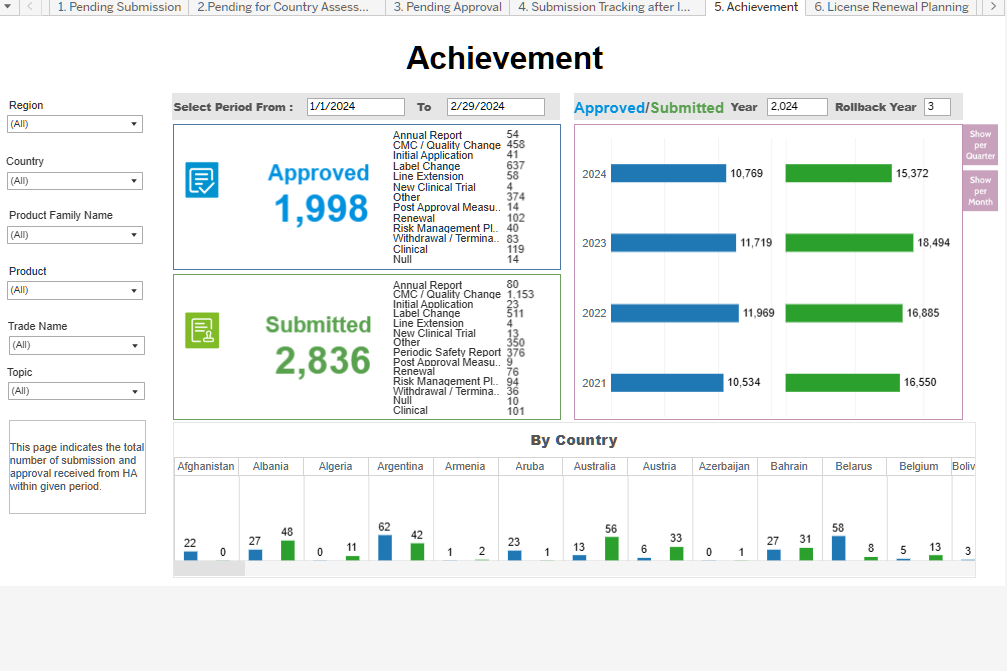 1. Pending Submission
2.Pending for Country Assess...
3. Pending Approval
4. Submission Tracking after I...
5. Achievement
6. License Renewal Planning
Achievement
Region
(All)
Country
(All)
Product Family Name
(All)
Product
(All)
Trade Name
(All)
Topic
(All)
This page indicates the total
number of submission and
approval received from HA
within given period.
Select Period From : 1/1/2024 To 2/29/2024
Approved
1,998
Annual Report 54
CMC / Quality Change 458
Initial Application 41
Label Change 637
Line Extension 58
New Clinical Trial 4
Other 374
Post Approval Measu.. 14
Renewal 102
Risk Management Pl.. 40
Withdrawal / Termina.. 83
Clinical 119
Null 14
Submitted
2,836
Annual Report 80
CMC / Quality Change 1,153
Initial Application 23
Label Change 511
Line Extension 4
New Clinical Trial 13
Other 350
Periodic Safety Report 376
Post Approval Measu.. 9
Renewal 76
Risk Management Pl.. 94
Withdrawal / Termina.. 36
Null 10
Clinical 101
Approved/Submitted Year 2,024 Rollback Year 3
2024 10,769 15,372
2023 11,719 18,494
2022 11,969 16,885
2021 10,534 16,550
Show
per
Quarter
Show
per
Month
By Country
Afghanistan Albania Algeria Argentina Armenia Aruba Australia Austria Azerbaijan Bahrain Belarus Belgium Boliv
22 0 27 48 0 11 62 42 1 2 23 1 13 56 6 33 0 1 27 31 58 8 5 13 3